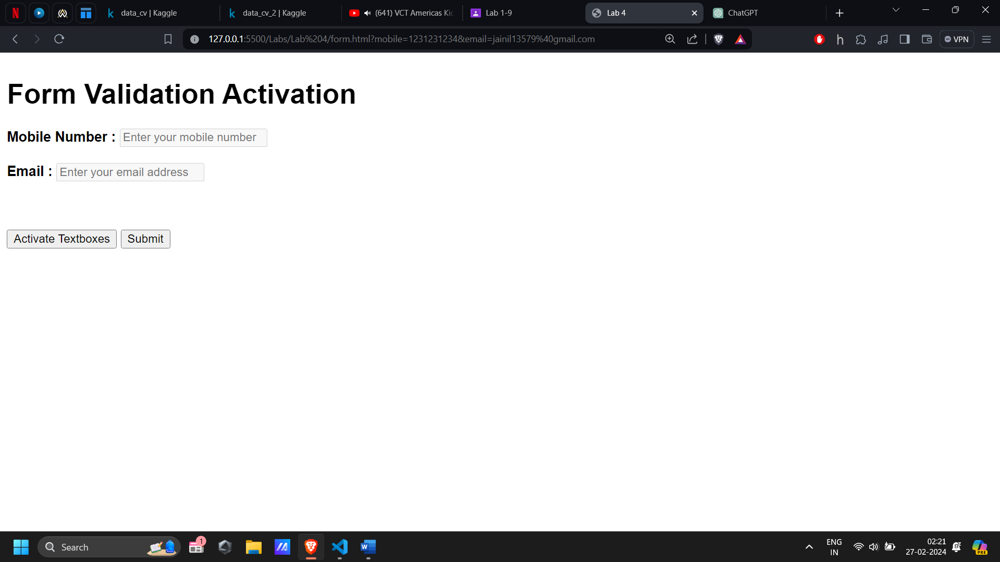 data_cv | Kaggle
data_cv_2 | Kaggle
(641) VCT Americas Kic
Lab 1-9
Lab 4
ChatGPT
127.0.0.1:5500/Labs/Lab%204/form.html?mobile=1231231234&email=jainil13579%40gmail.com
VPN
Form Validation Activation
Mobile Number : Enter your mobile number
Email : Enter your email address
Activate Textboxes Submit
Search
1
ENG
IN
02:21
27-02-2024
PRE